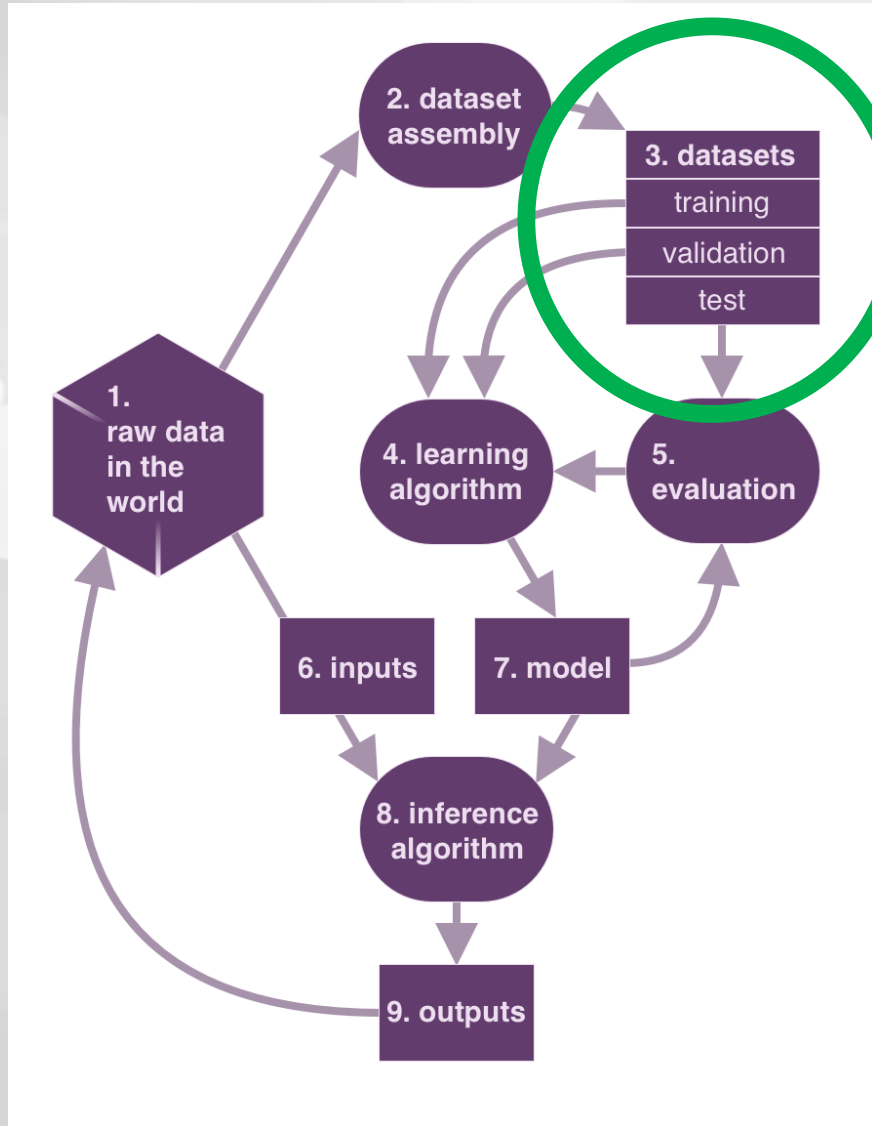 2. dataset
assembly
3. datasets
training
validation
test
1.
raw data
in the
world
4. learning
algorithm
5.
evaluation
6. inputs
7. model
8. inference
algorithm
9. outputs